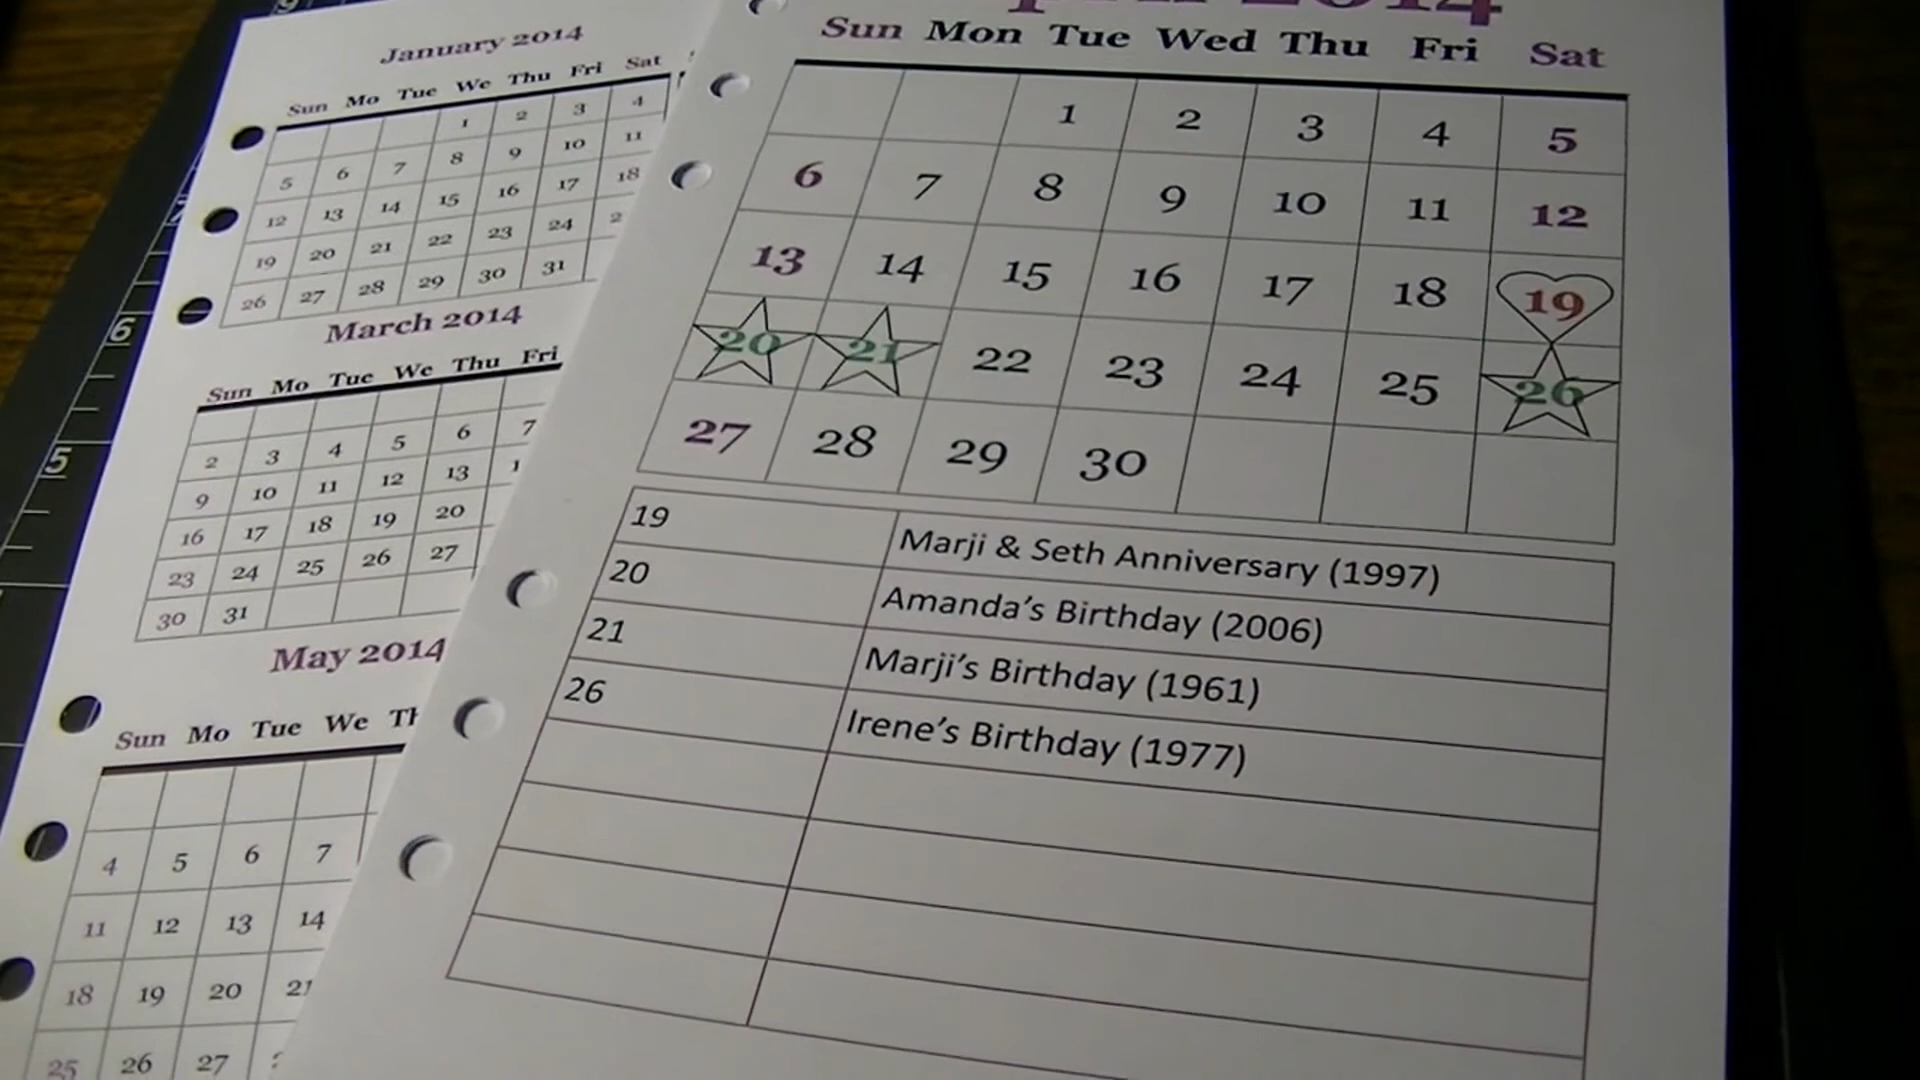 January 2014
Sun Mo Tue We Thu Fri Sat
1 2 3 4
5 6 7 8 9 10 11
12 13 14 15 16 17 18
19 20 21 22 23 24
26 27 28 29 30 31
March 2014
Sun Mo Tue We Thu Fri
2 3 4 5 6 7
9 10 11 12 13
16 17 18 19 20
23 24 25 26 27
30 31
May 2014
Sun Mo Tue We
4 5 6 7
11 12 13 14
18 19 20 21
25 26 27
2014
Sun Mon Tue Wed Thu Fri Sat
1 2 3 4 5
6 7 8 9 10 11 12
13 14 15 16 17 18 19
20 21 22 23 24 25 26
27 28 29 30
19 Marji & Seth Anniversary (1997)
20 Amanda's Birthday (2006)
21 Marji's Birthday (1961)
26 Irene's Birthday (1977)
6
5